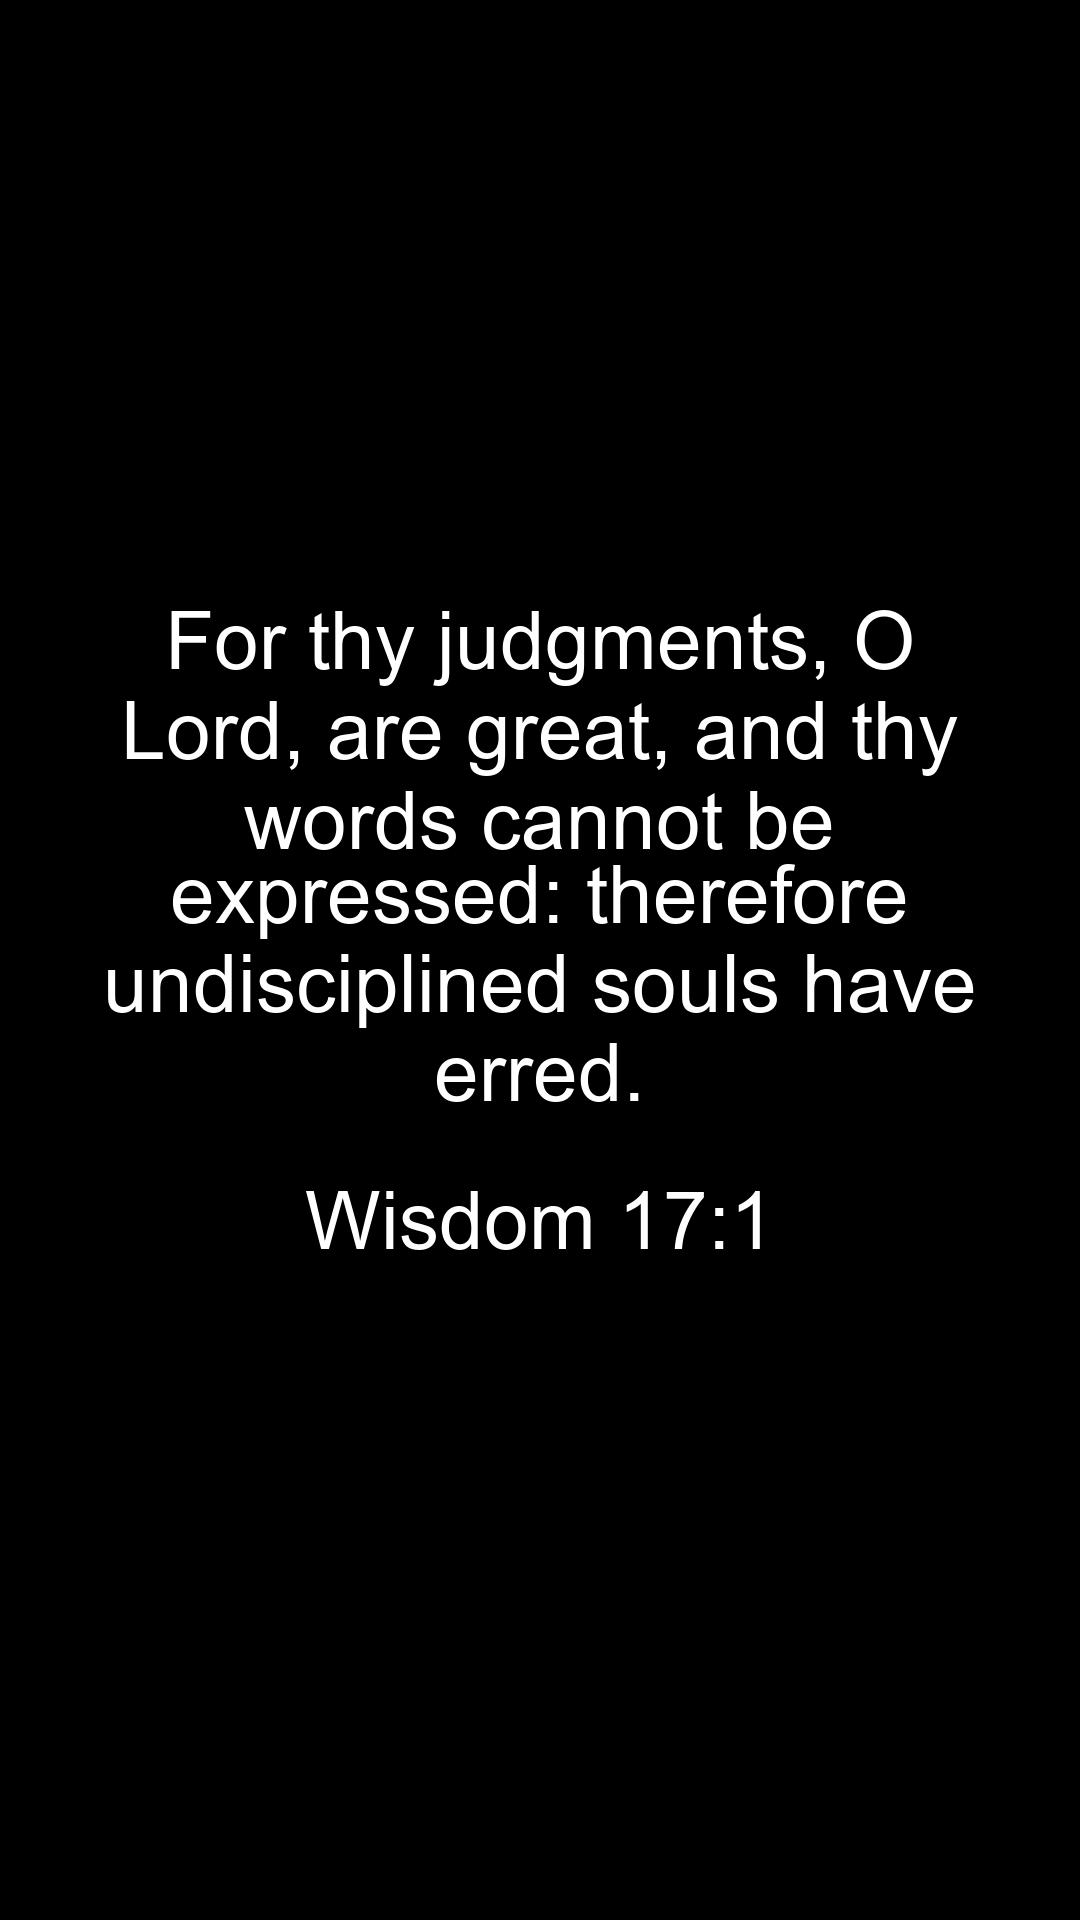 For thy judgments, O
Lord, are great, and thy
words cannot be
expressed: therefore
undisciplined souls have
erred.
Wisdom 17:1